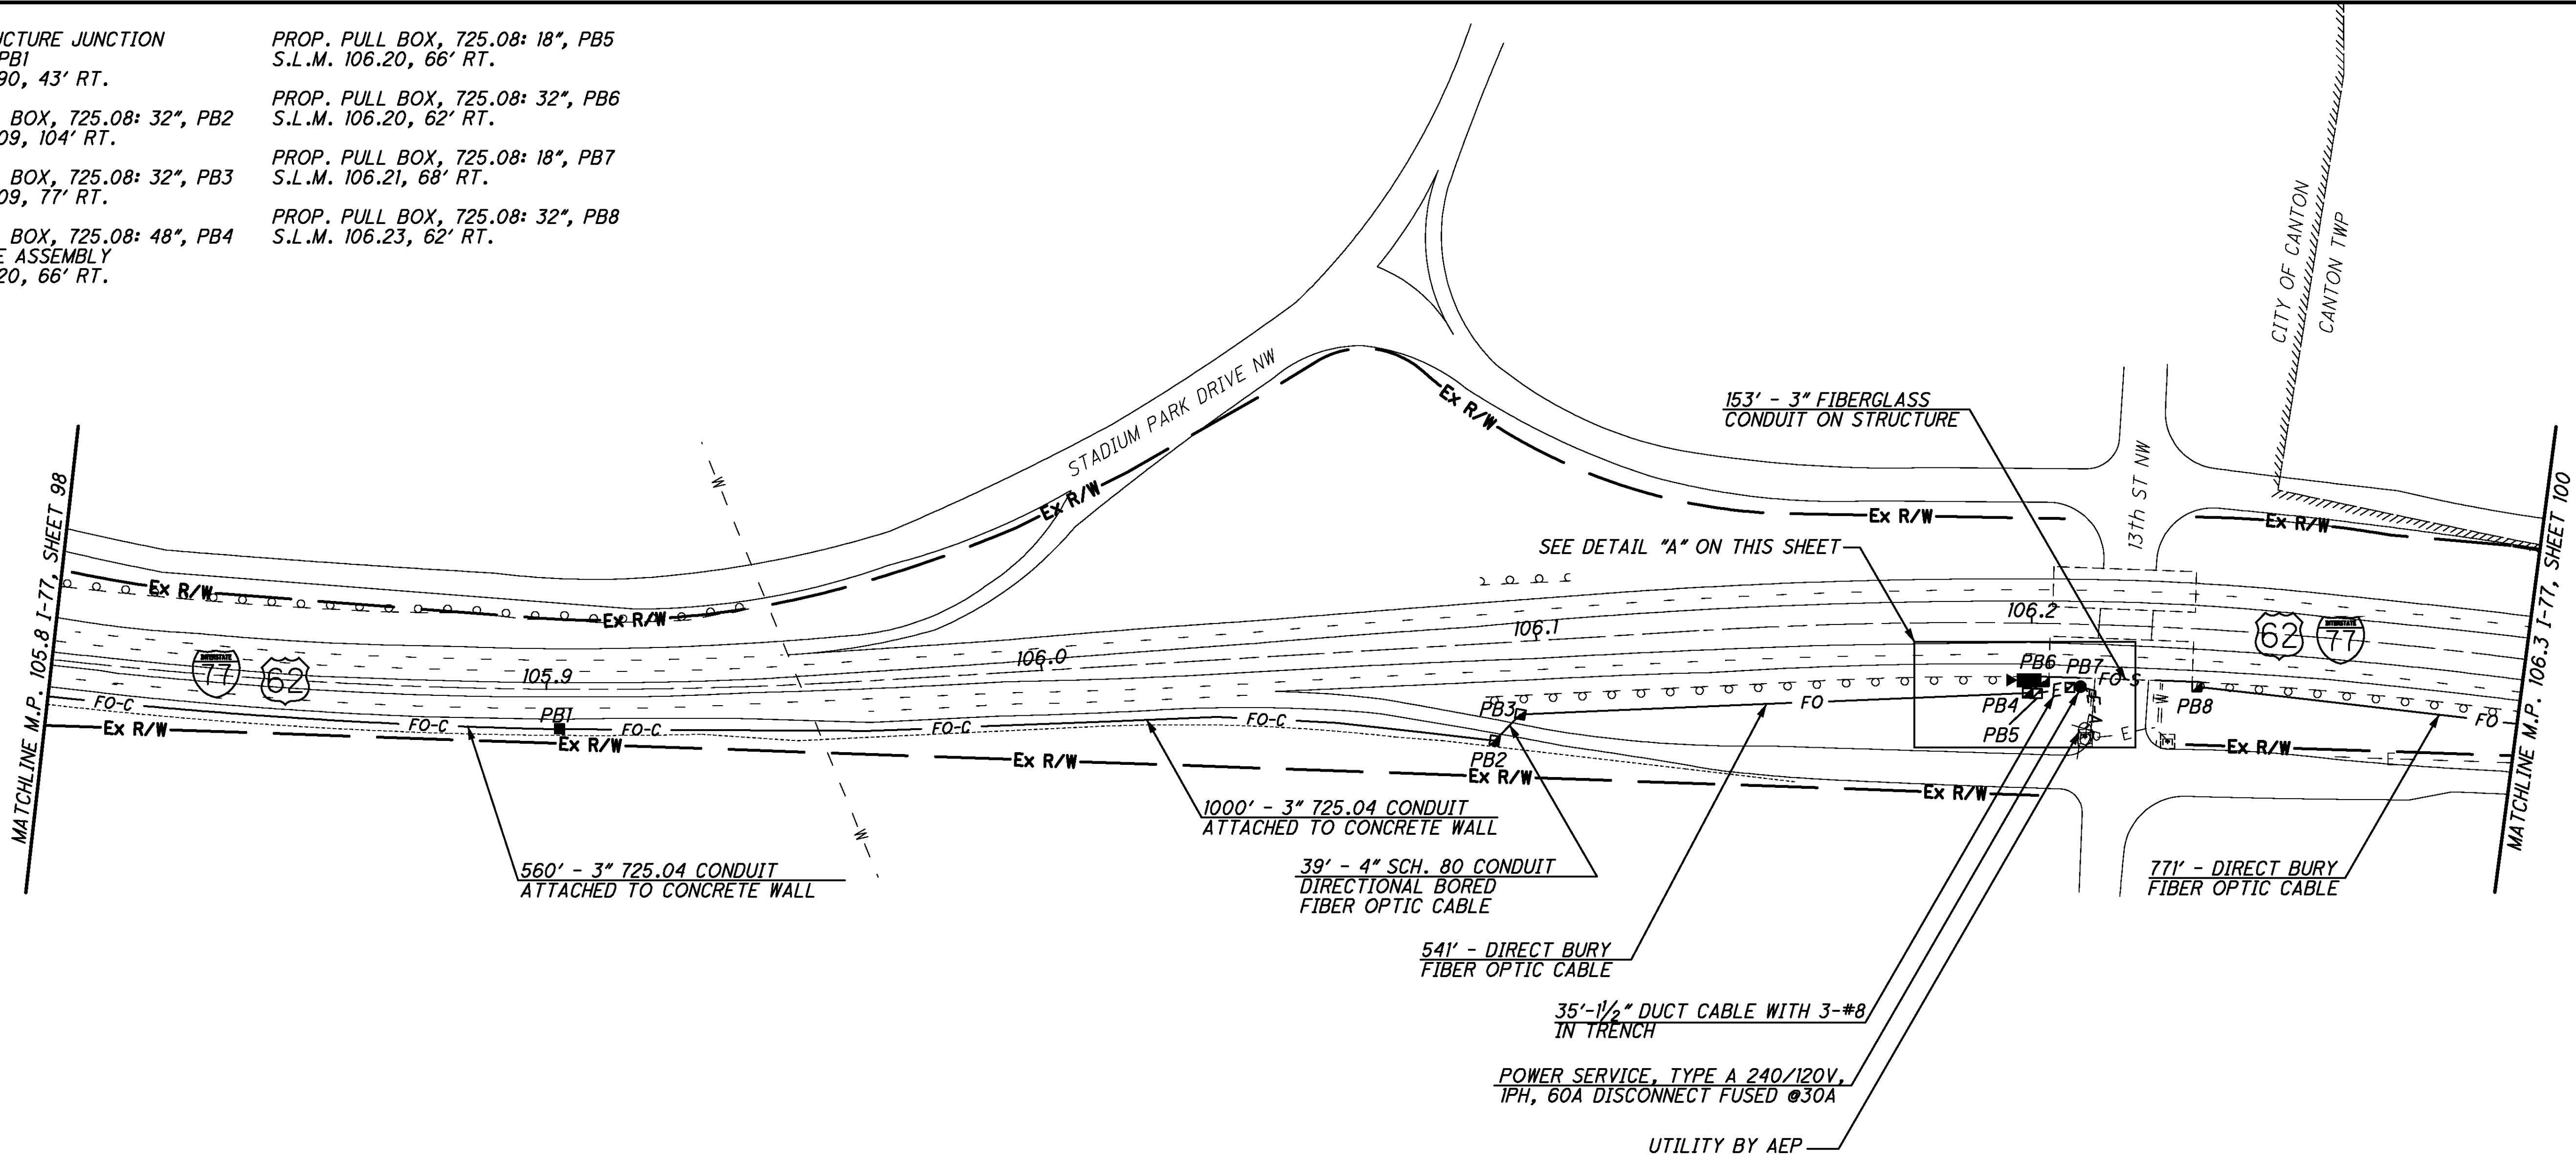 CTURE JUNCTION
PB1
90, 43' RT.
BOX, 725.08: 32", PB2
09, 104' RT.
BOX, 725.08: 32", PB3
09, 77' RT.
BOX, 725.08: 48", PB4
E ASSEMBLY
20, 66' RT.
PROP. PULL BOX, 725.08: 18", PB5
S.L.M. 106.20, 66' RT.
PROP. PULL BOX, 725.08: 32", PB6
S.L.M. 106.20, 62' RT.
PROP. PULL BOX, 725.08: 18", PB7
S.L.M. 106.21, 68' RT.
PROP. PULL BOX, 725.08: 32", PB8
S.L.M. 106.23, 62' RT.
CITY OF CANTON
CANTON TWP
STADIUM PARK DRIVE NW
Ex R/W
Ex R/W
153' - 3" FIBERGLASS
CONDUIT ON STRUCTURE
13th ST NW
W
Ex R/W
Ex R/W
SEE DETAIL "A" ON THIS SHEET
MATCHLINE M.P. 105.8 I-77, SHEET 98
MATCHLINE M.P. 106.3 I-77, SHEET 100
Ex R/W
Ex R/W
INTERSTATE
77
62
105.9
106.0
106.1
106.2
62
INTERSTATE
77
FO-C
FO-C
PB1
FO-C
FO-C
FO-C
PB3
PB2
FO
PB6
PB7
FO-S
PB4
E
PB5
E
W
PB8
FO
Ex R/W
Ex R/W
Ex R/W
Ex R/W
Ex R/W
Ex R/W
W
560' - 3" 725.04 CONDUIT
ATTACHED TO CONCRETE WALL
1000' - 3" 725.04 CONDUIT
ATTACHED TO CONCRETE WALL
39' - 4" SCH. 80 CONDUIT
DIRECTIONAL BORED
FIBER OPTIC CABLE
541' - DIRECT BURY
FIBER OPTIC CABLE
771' - DIRECT BURY
FIBER OPTIC CABLE
35'-1½" DUCT CABLE WITH 3-#8
IN TRENCH
POWER SERVICE, TYPE A 240/120V,
1PH, 60A DISCONNECT FUSED @30A
UTILITY BY AEP